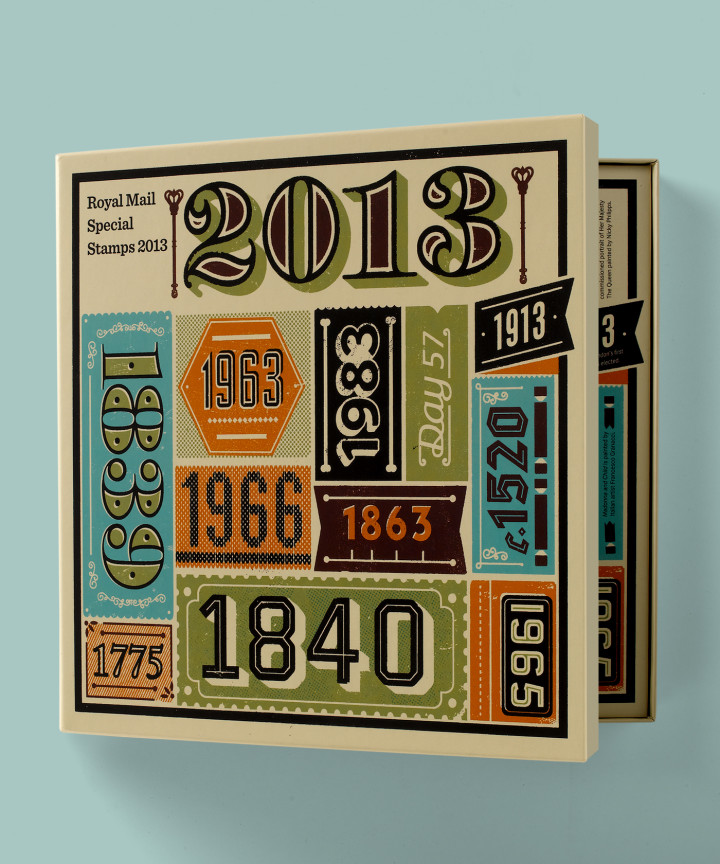 Royal Mail
Special
Stamps 2013
2013
1839
1963
1983
Day 57
1913
1966
1863
c.1520
1840
1775
1965
commissioned portrait of Her Majesty
The Queen painted by Nicky Philipps.
3